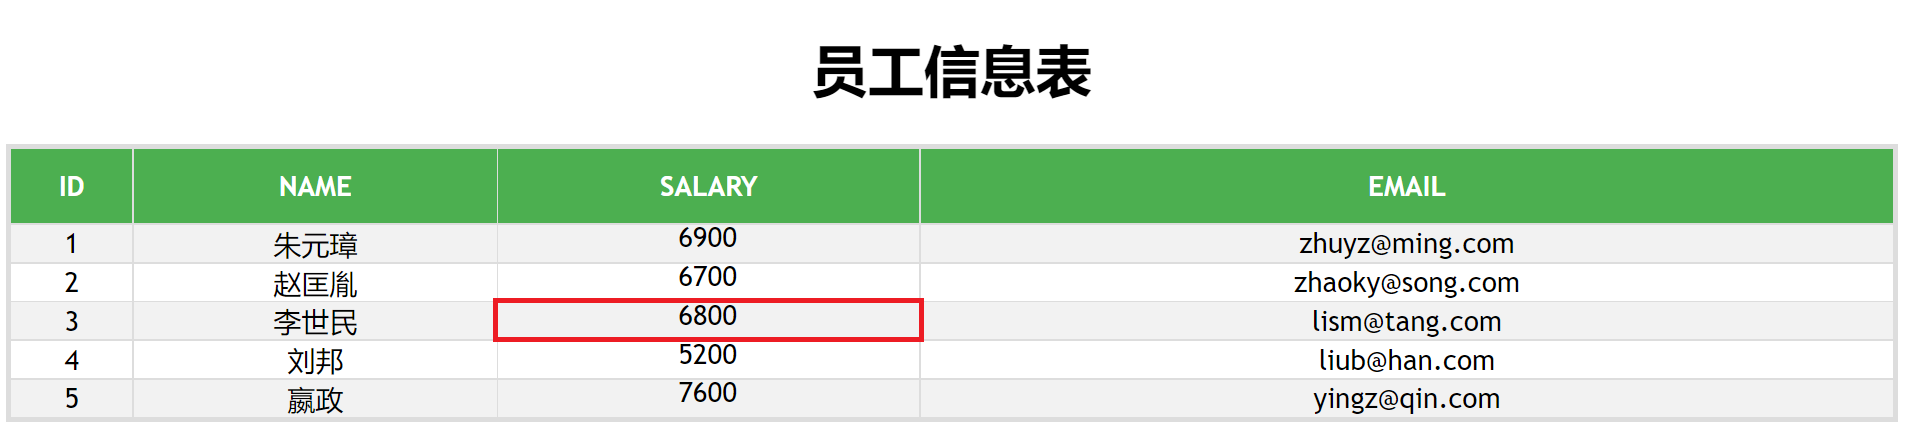 员工信息表
ID NAME SALARY EMAIL
1 朱元璋 6900 zhuyz@ming.com
2 赵匡胤 6700 zhaoky@song.com
3 李世民 6800 lism@tang.com
4 刘邦 5200 liub@han.com
5 嬴政 7600 yingz@qin.com